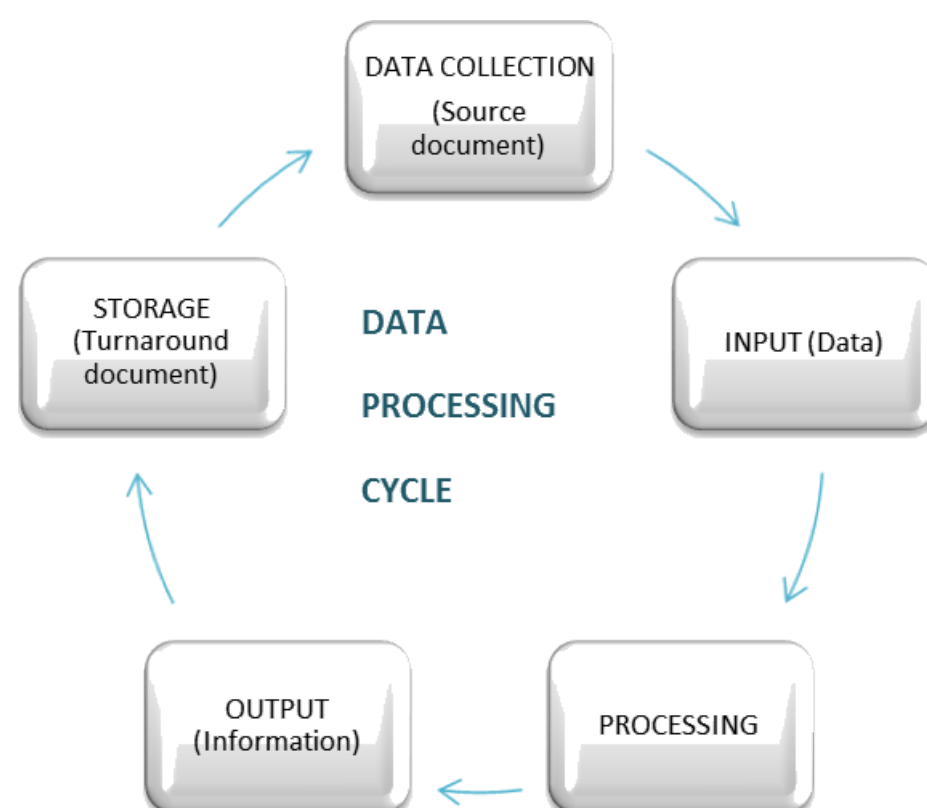 DATA COLLECTION
(Source
document)
INPUT (Data)
PROCESSING
OUTPUT
(Information)
STORAGE
(Turnaround
document)
DATA
PROCESSING
CYCLE